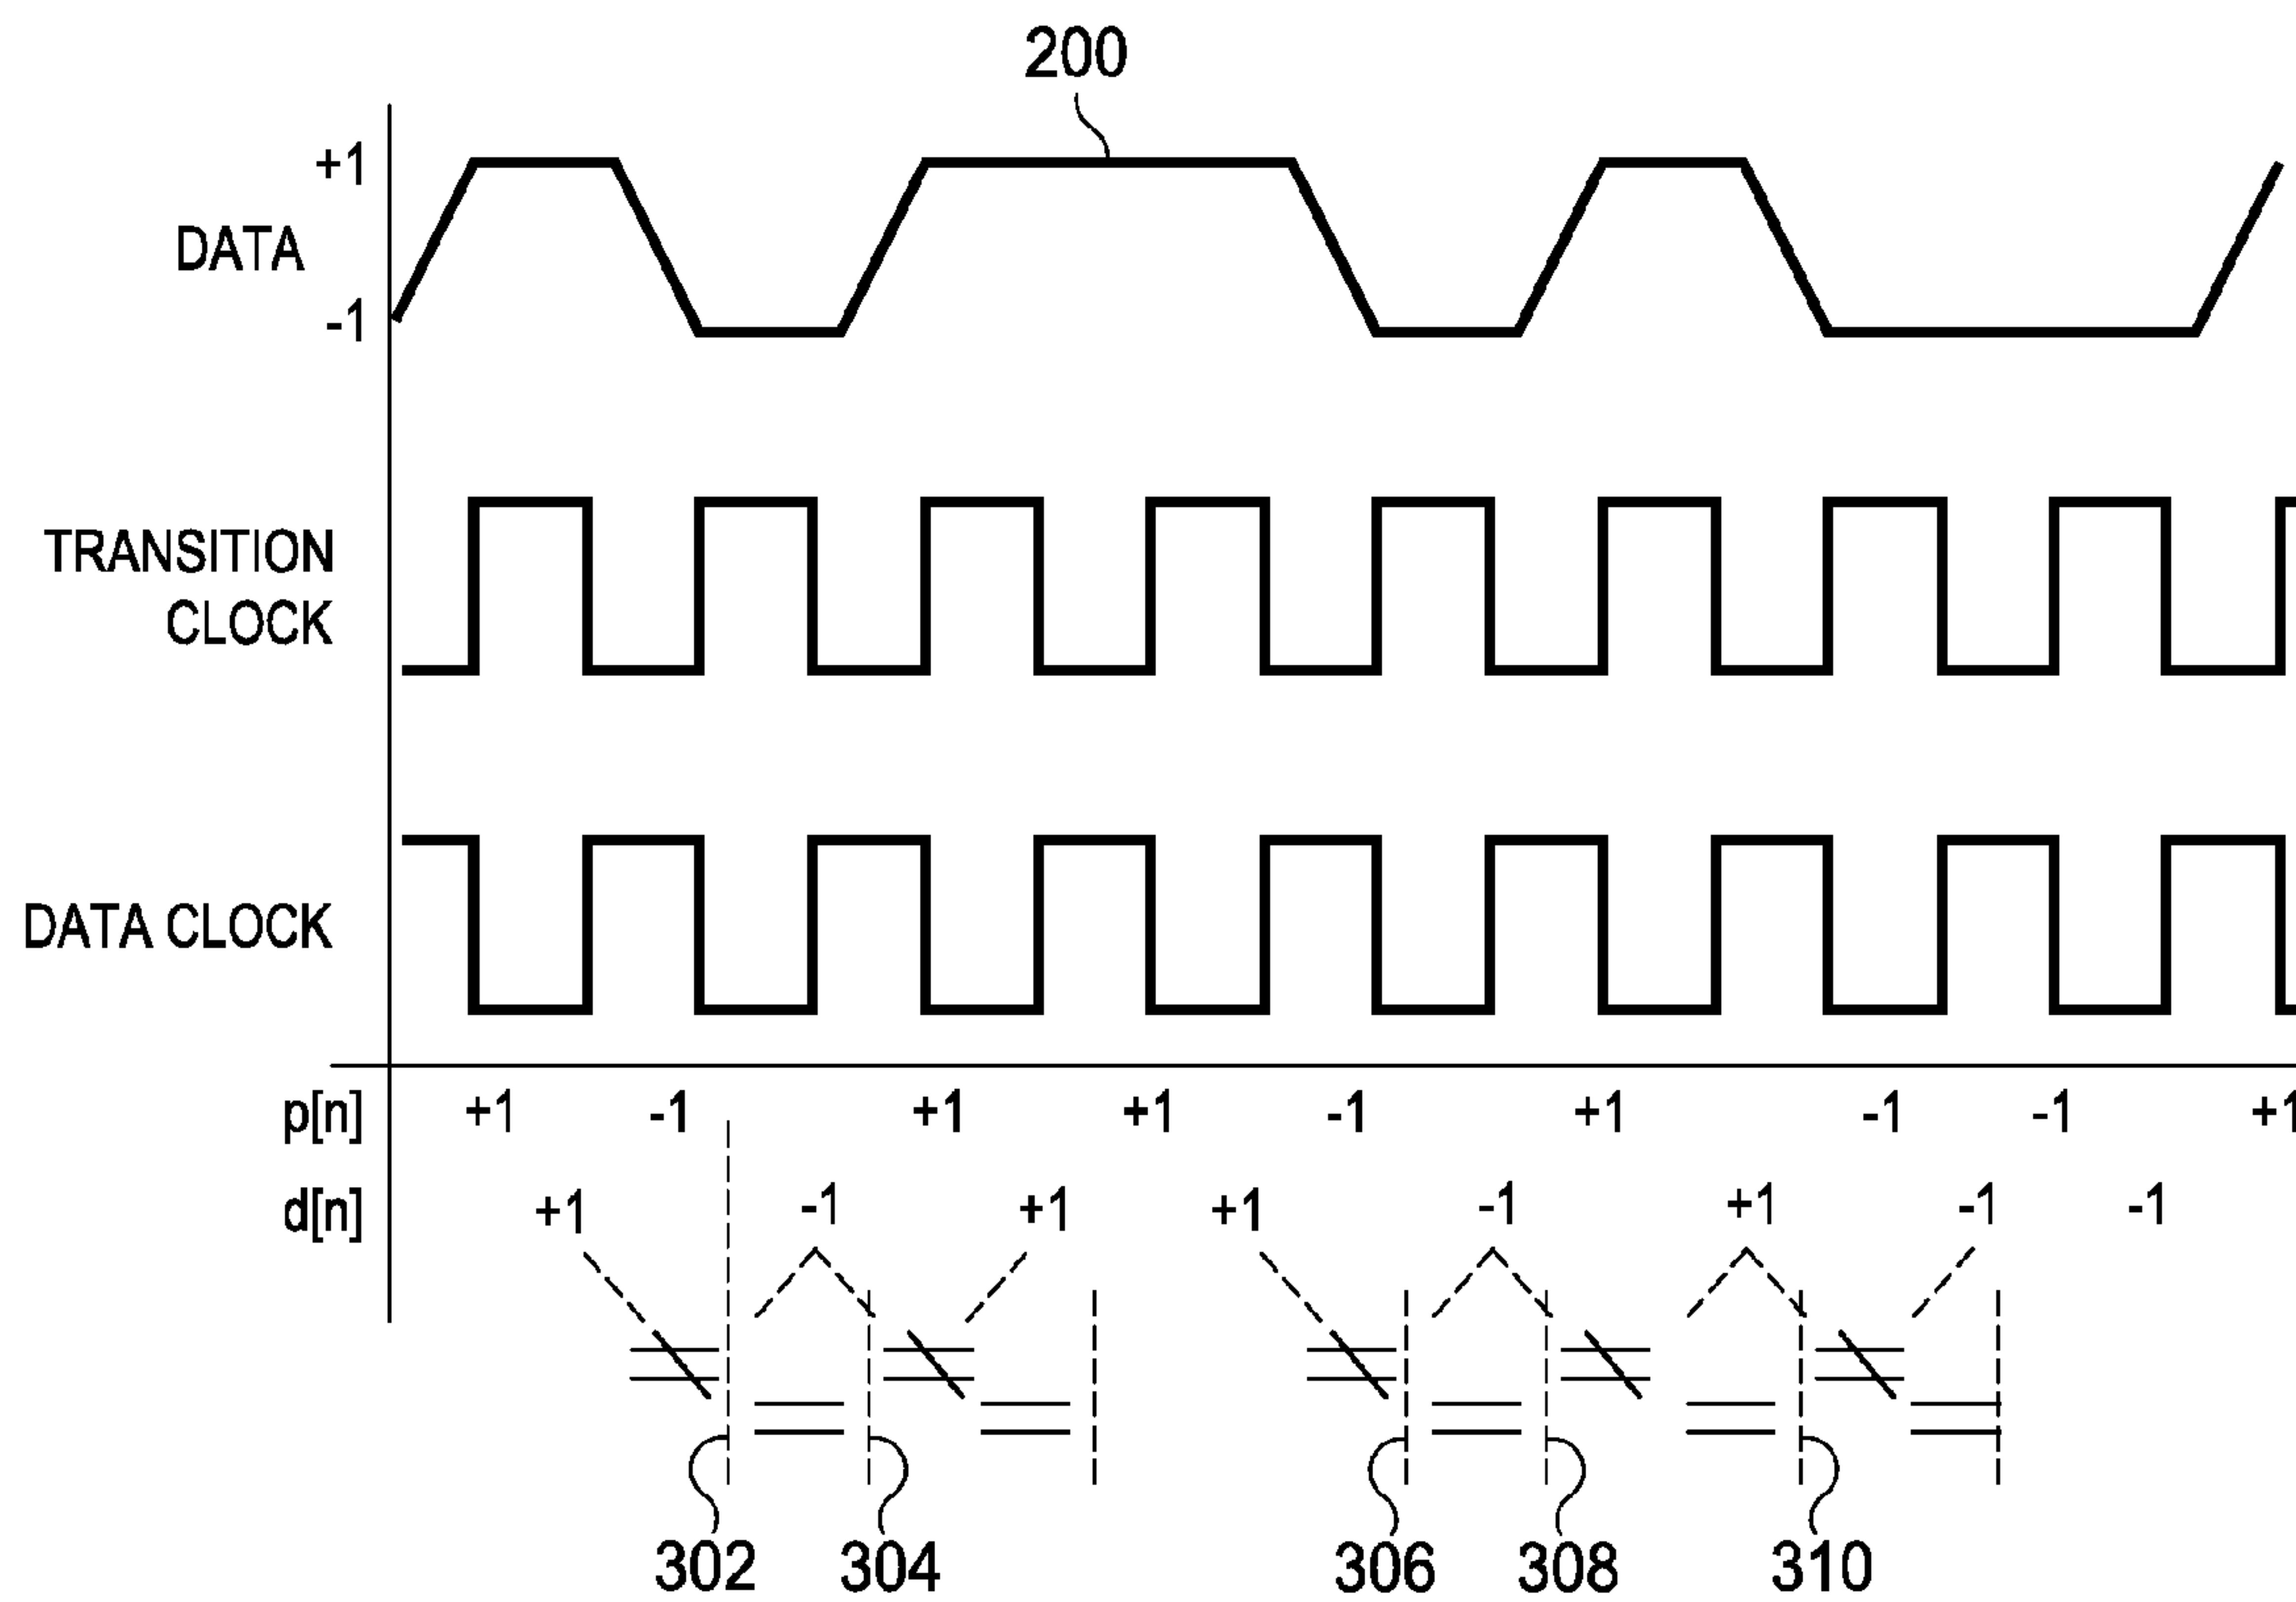 200
+1
DATA
-1
TRANSITION
CLOCK
DATA CLOCK
p[n] +1 -1 +1 +1 -1 +1 -1 -1 +1
d[n] +1 -1 +1 +1 -1 +1 -1 -1
≠ = ≠ = ≠ = ≠ = ≠ =
302 304 306 308 310